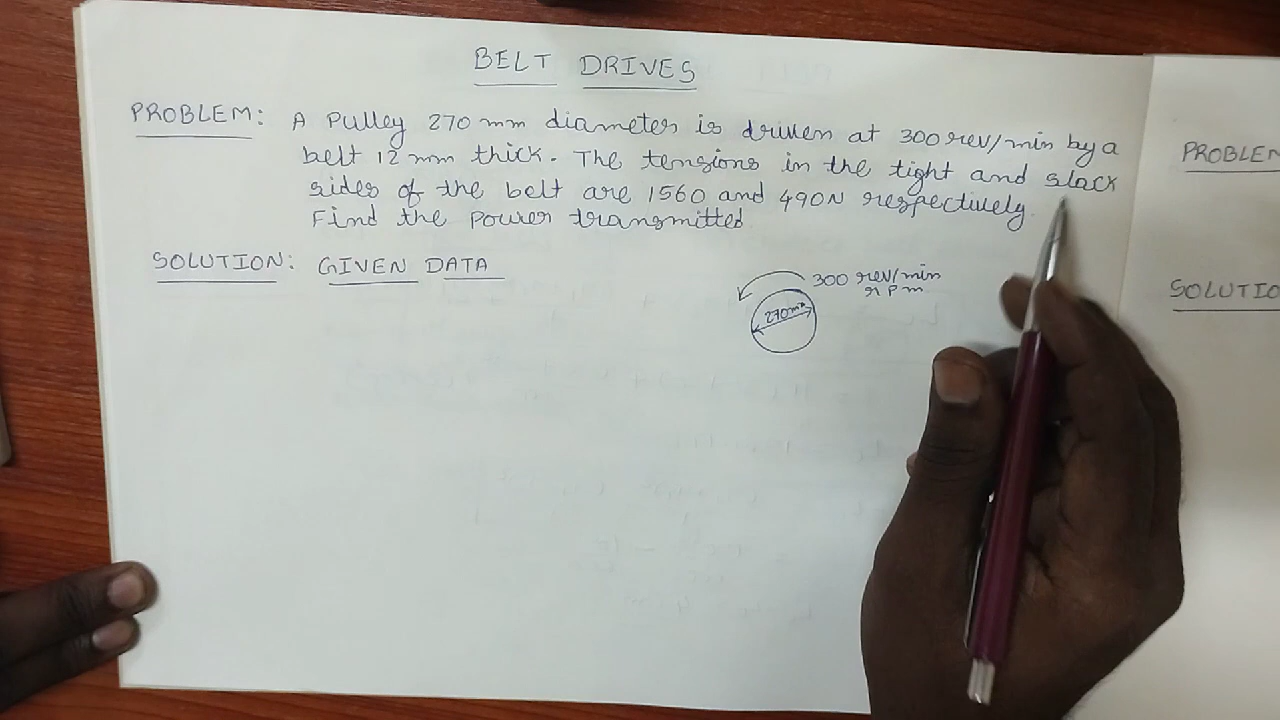 BELT DRIVES
PROBLEM: A Pulley 270 mm diameter is driven at 300 rev/min by a
belt 12 mm thick. The tensions in the tight and slack
sides of the belt are 1560 and 490N respectively.
Find the Power transmitted
SOLUTION: GIVEN DATA
300 rev/min
rpm
270mm
PROBLEM
SOLUTIO